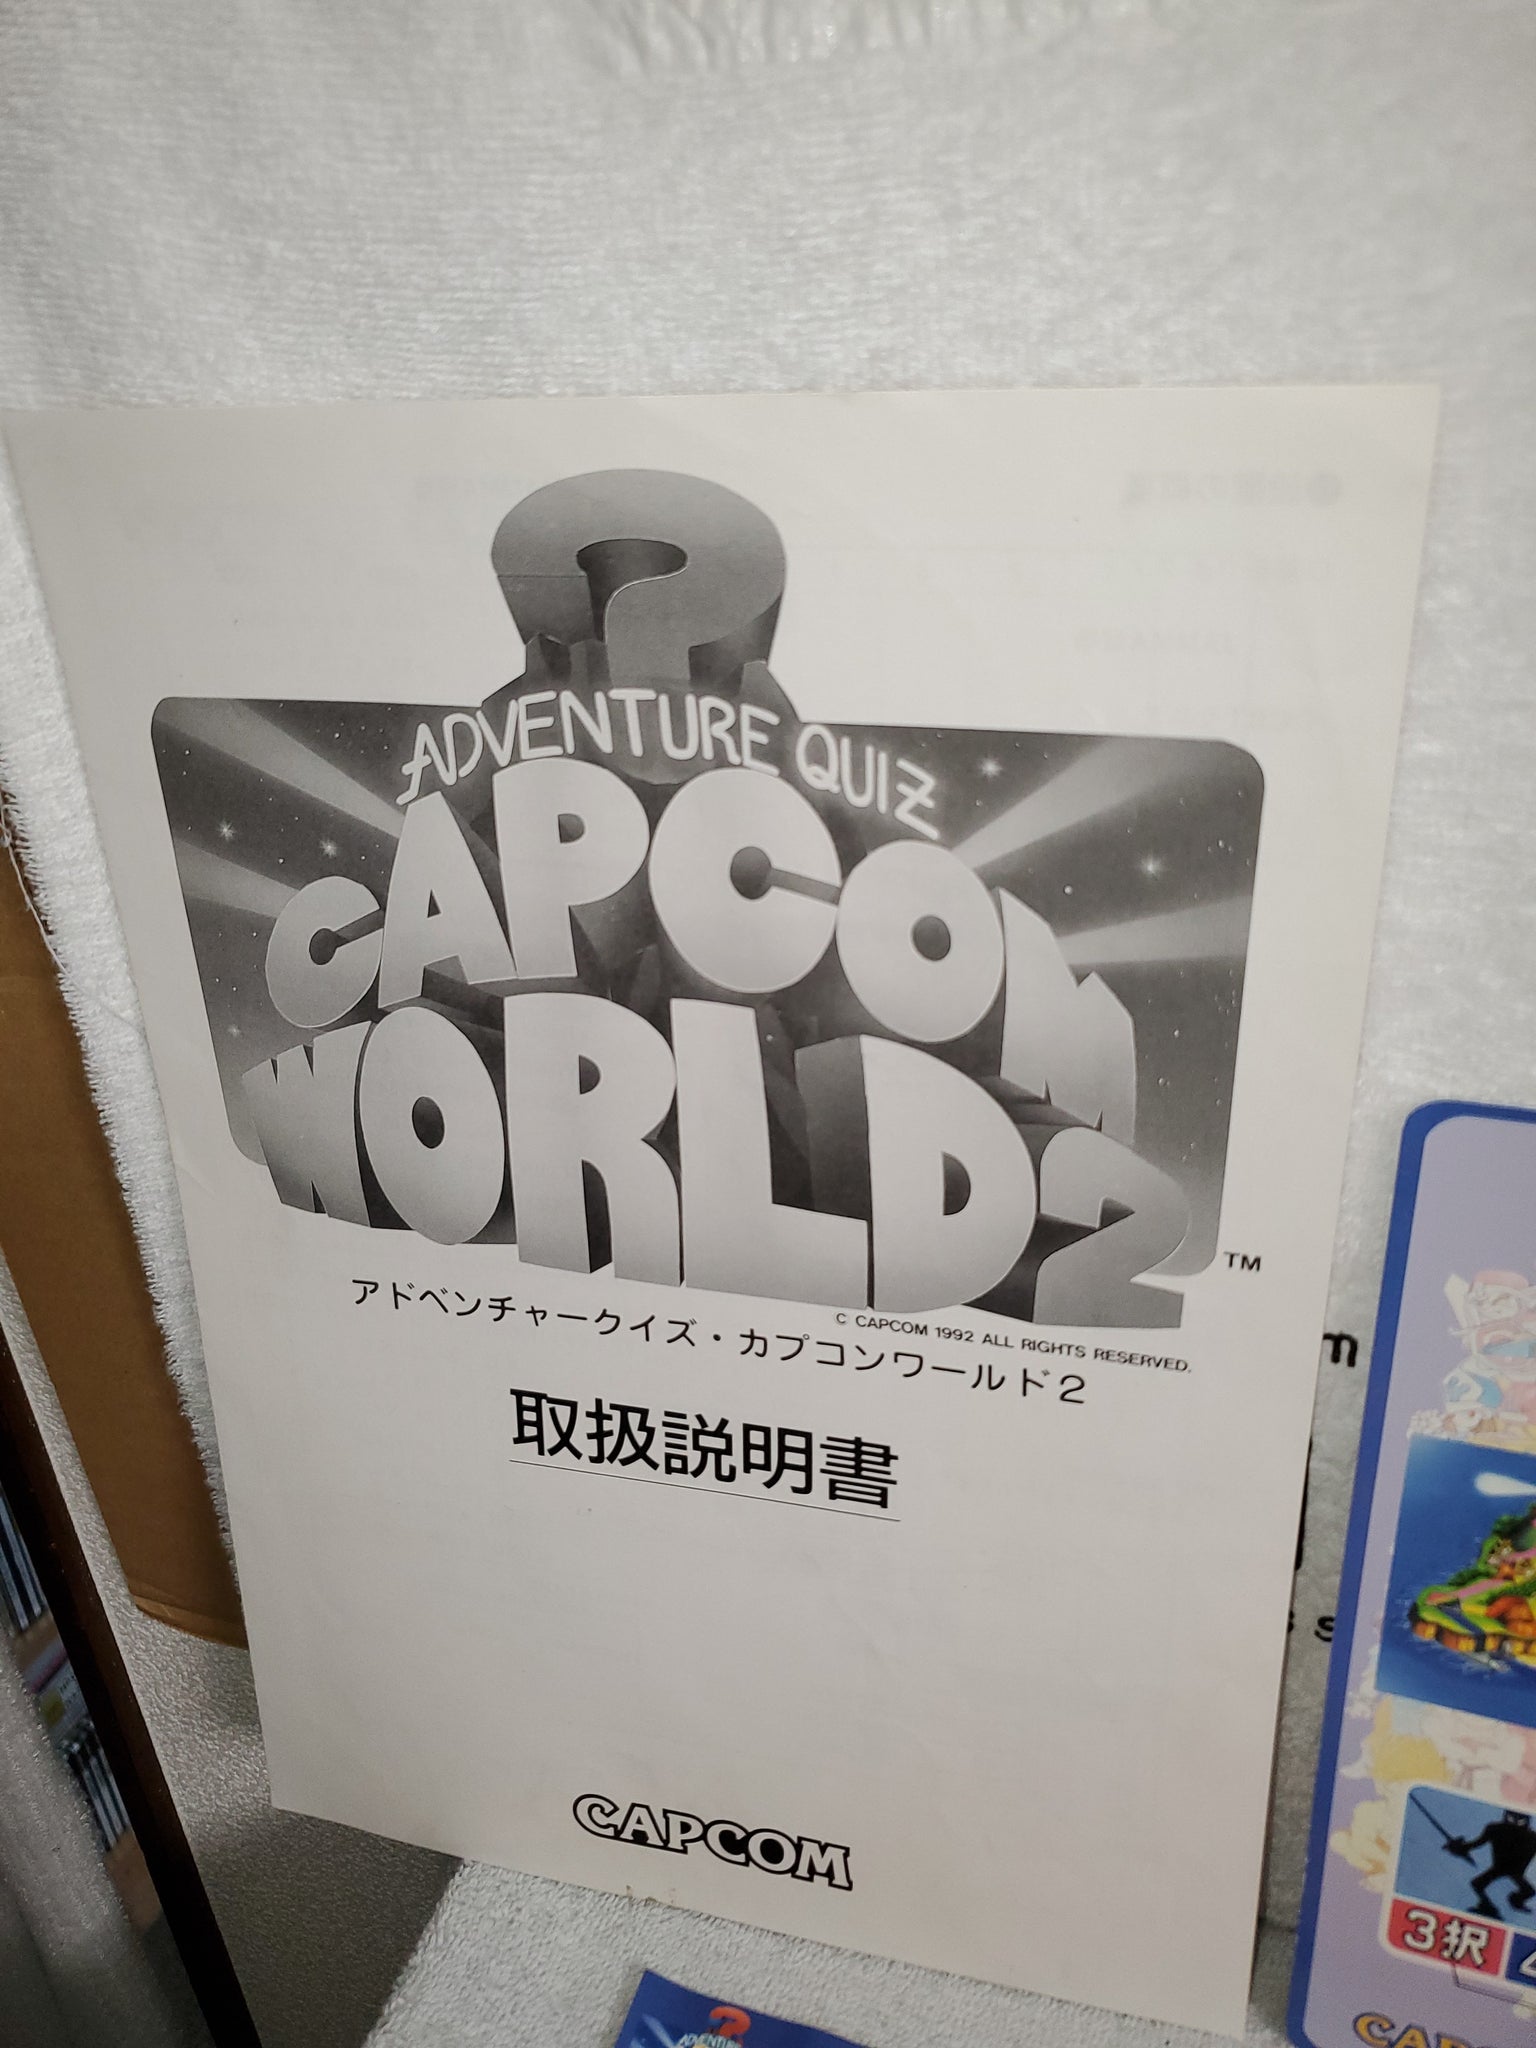 ?
ADVENTURE QUIZ
CAPCOM
WORLD 2
TM
C CAPCOM 1992 ALL RIGHTS RESERVED.
アドベンチャークイズ・カプコンワールド2
取扱説明書
CAPCOM
m
s
3択
?